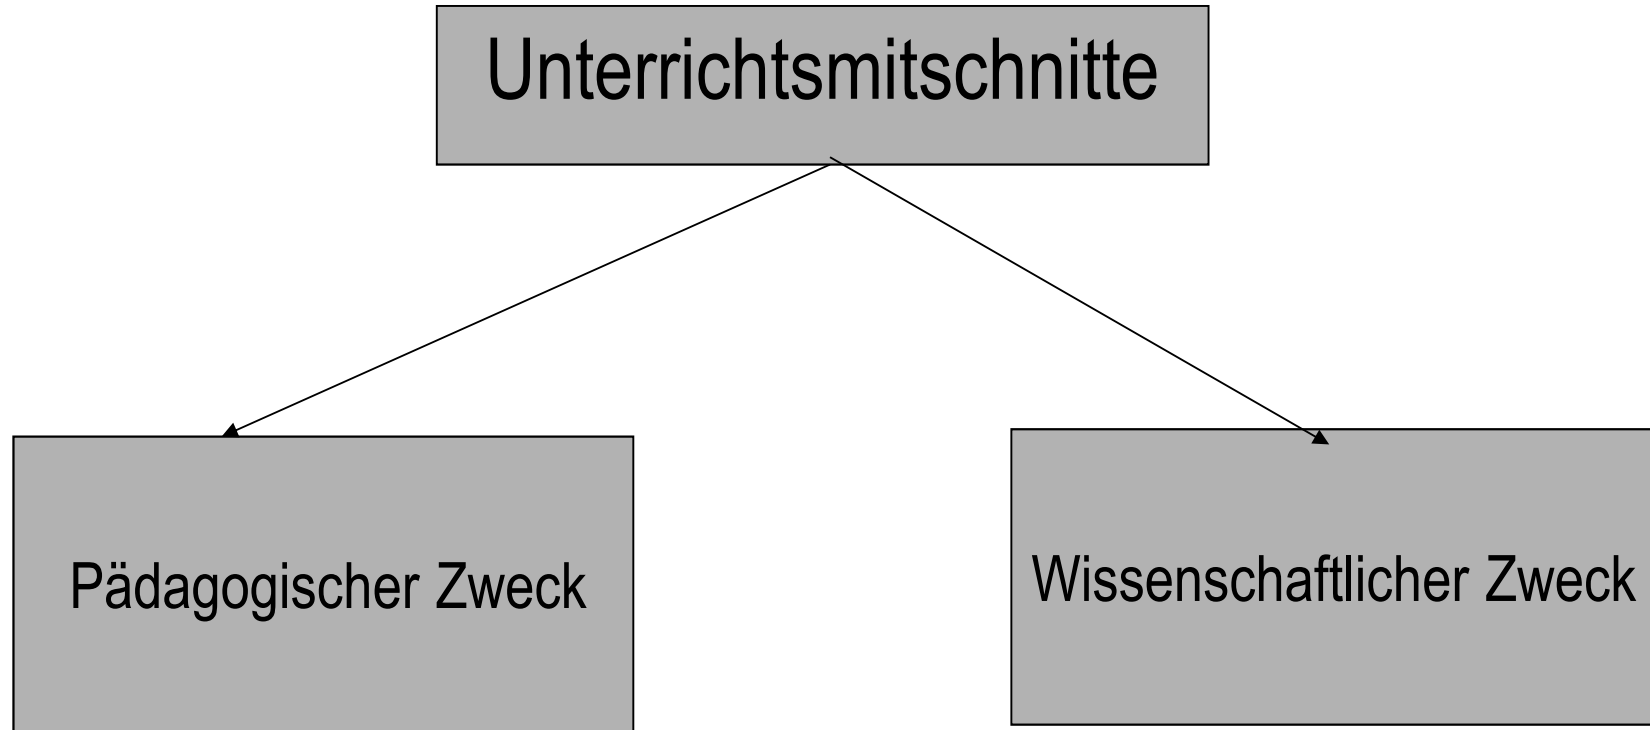 Unterrichtsmitschnitte
Pädagogischer Zweck
Wissenschaftlicher Zweck